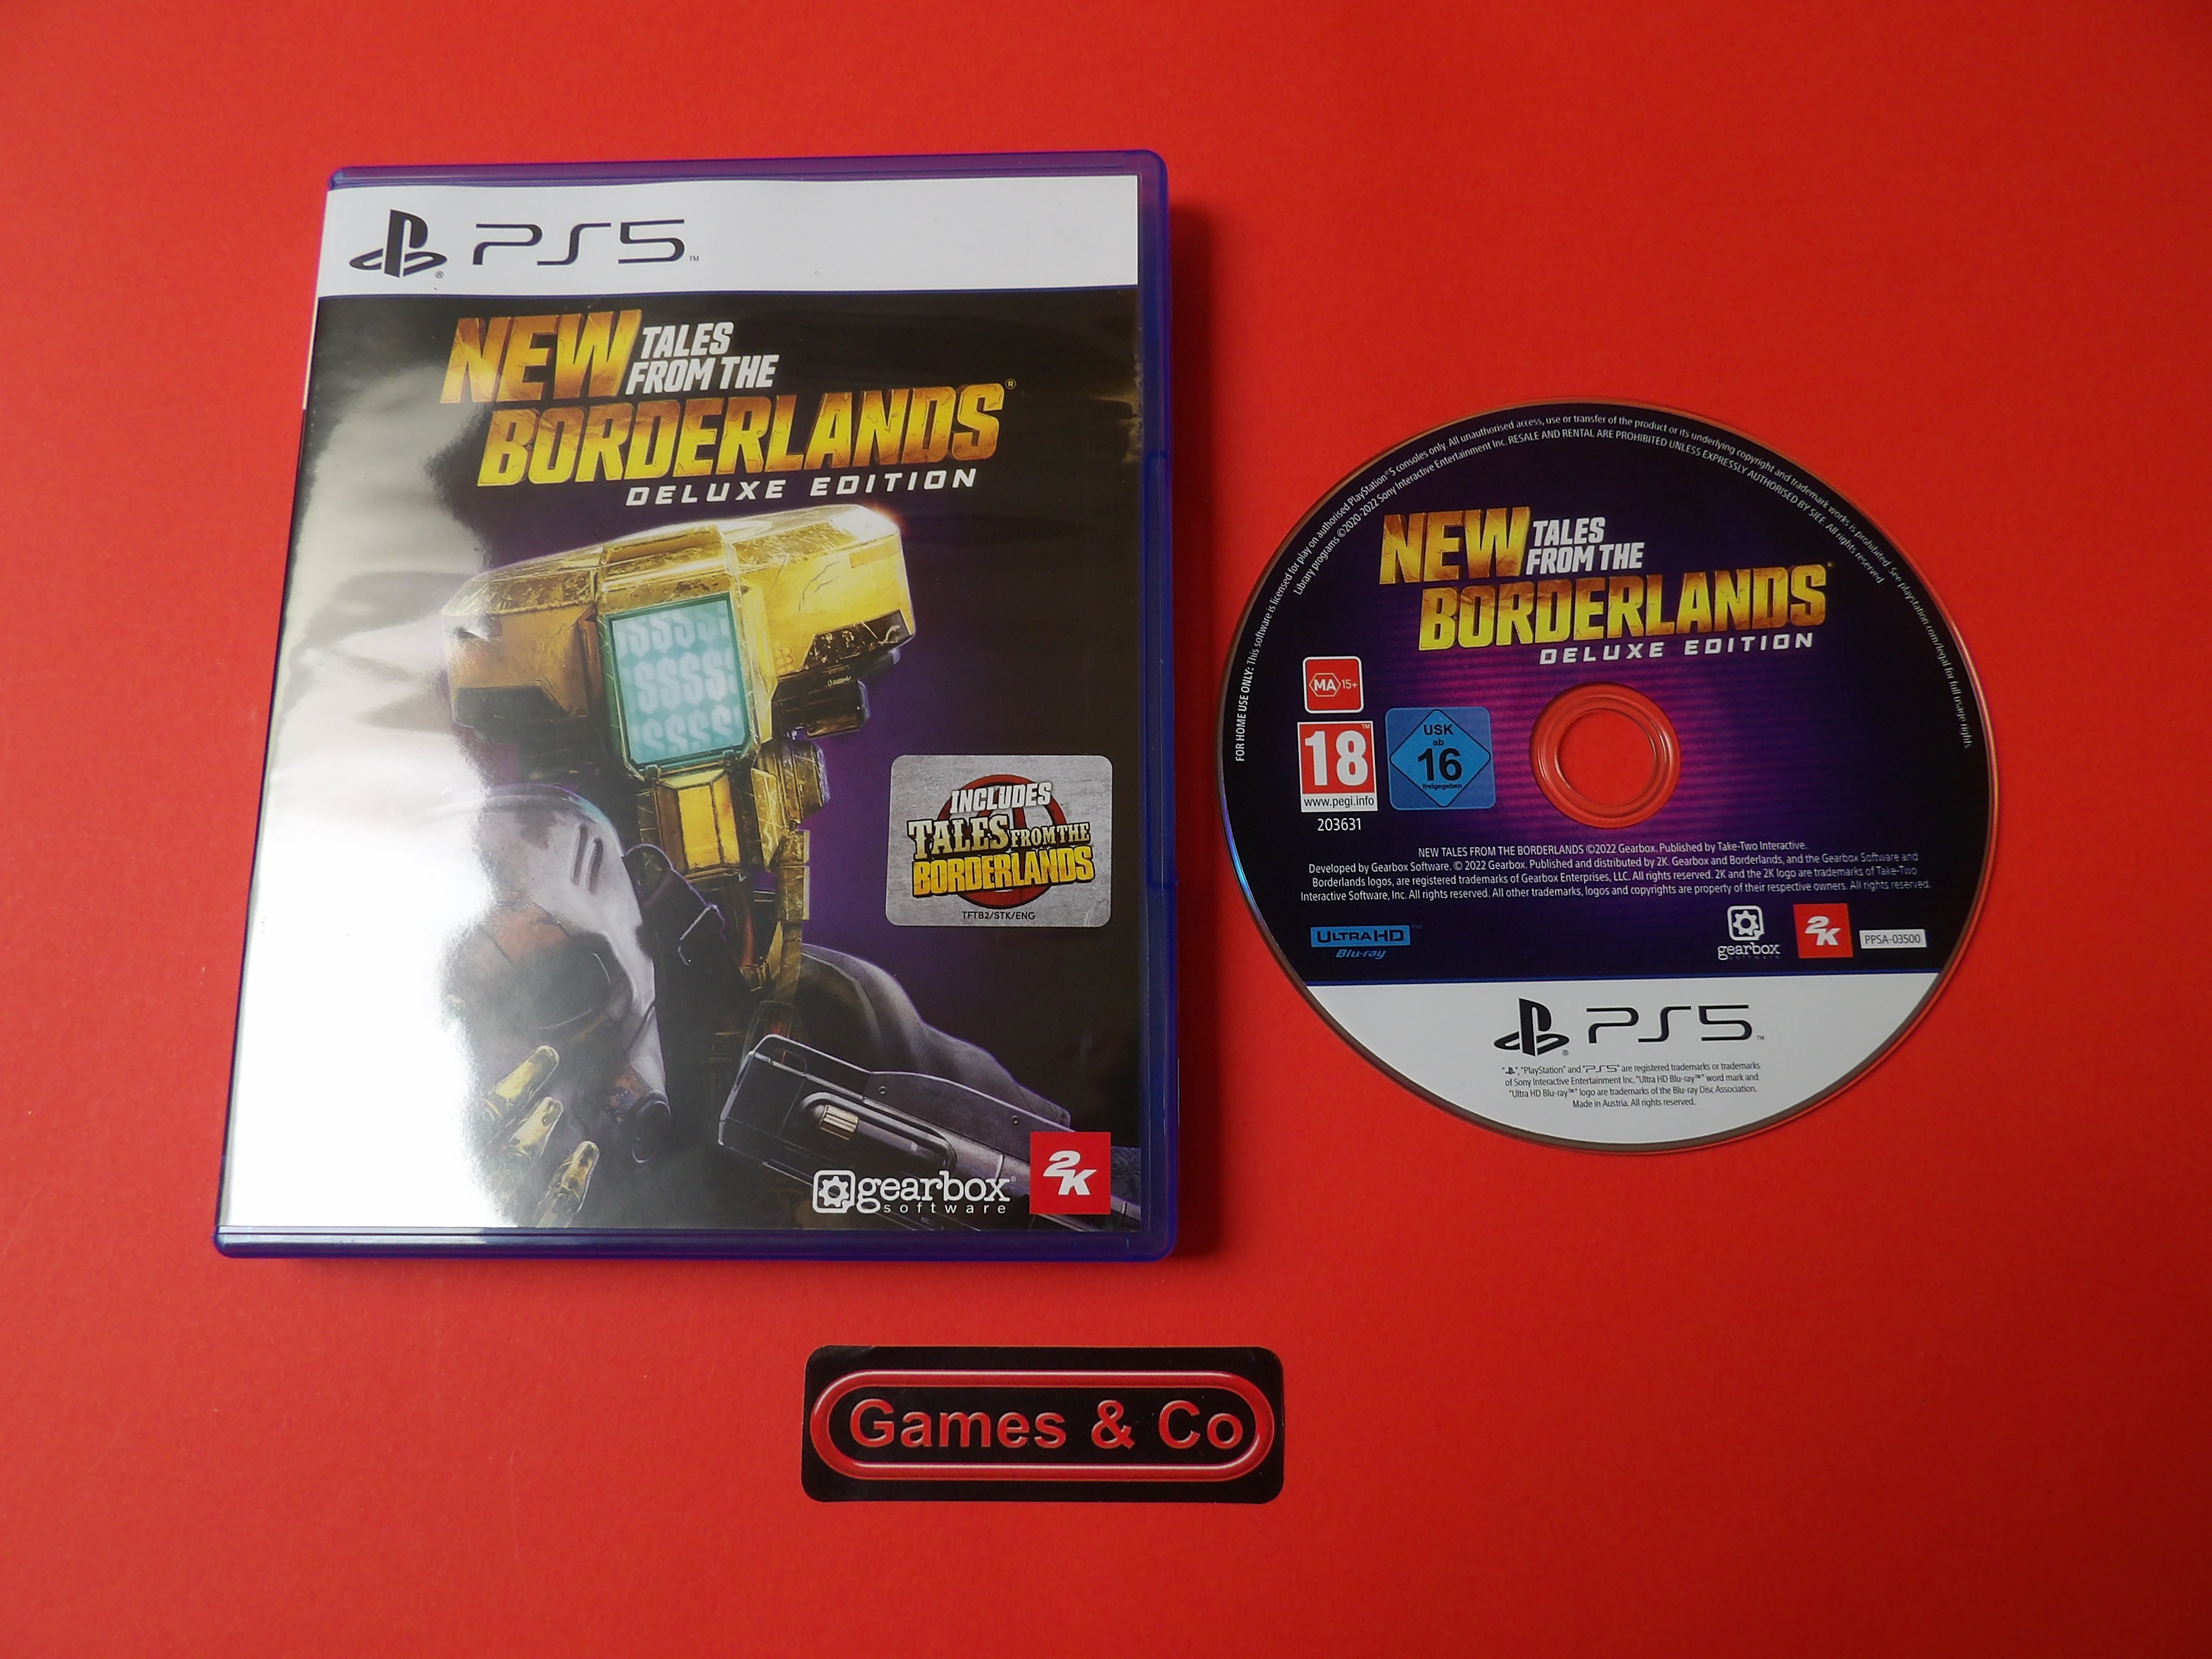 PS5™
NEW TALES
FROM THE
BORDERLANDS®
DELUXE EDITION
$$$$$
$$$$$
$$$$$
INCLUDES
TALES FROM THE
BORDERLANDS
TFTB2/STK/ENG
gearbox®
software
2K
FOR HOME USE ONLY: This software is licensed for play on authorised PlayStation®5 consoles only. All unauthorised access, use or transfer of the product or its underlying copyright and trademark works is prohibited. See playstation.com/legal for full usage rights.
Library programs ©2020-2022 Sony Interactive Entertainment Inc. RESALE AND RENTAL ARE PROHIBITED UNLESS EXPRESSLY AUTHORISED BY SIEE. All rights reserved.
NEW TALES
FROM THE
BORDERLANDS®
DELUXE EDITION
MA 15+
18™
www.pegi.info
203631
USK
ab
16
freigegeben
NEW TALES FROM THE BORDERLANDS ©2022 Gearbox. Published by Take-Two Interactive.
Developed by Gearbox Software. © 2022 Gearbox. Published and distributed by 2K. Gearbox and Borderlands, and the Gearbox Software and
Borderlands logos, are registered trademarks of Gearbox Enterprises, LLC. All rights reserved. 2K and the 2K logo are trademarks of Take-Two
Interactive Software, Inc. All rights reserved. All other trademarks, logos and copyrights are property of their respective owners. All rights reserved.
ULTRA HD™
Blu-ray
gearbox
software
2K
PPSA-03500
PS5™
"PlayStation" and "PS5" are registered trademarks or trademarks
of Sony Interactive Entertainment Inc. "Ultra HD Blu-ray™" word mark and
"Ultra HD Blu-ray™" logo are trademarks of the Blu-ray Disc Association.
Made in Austria. All rights reserved.
Games & Co